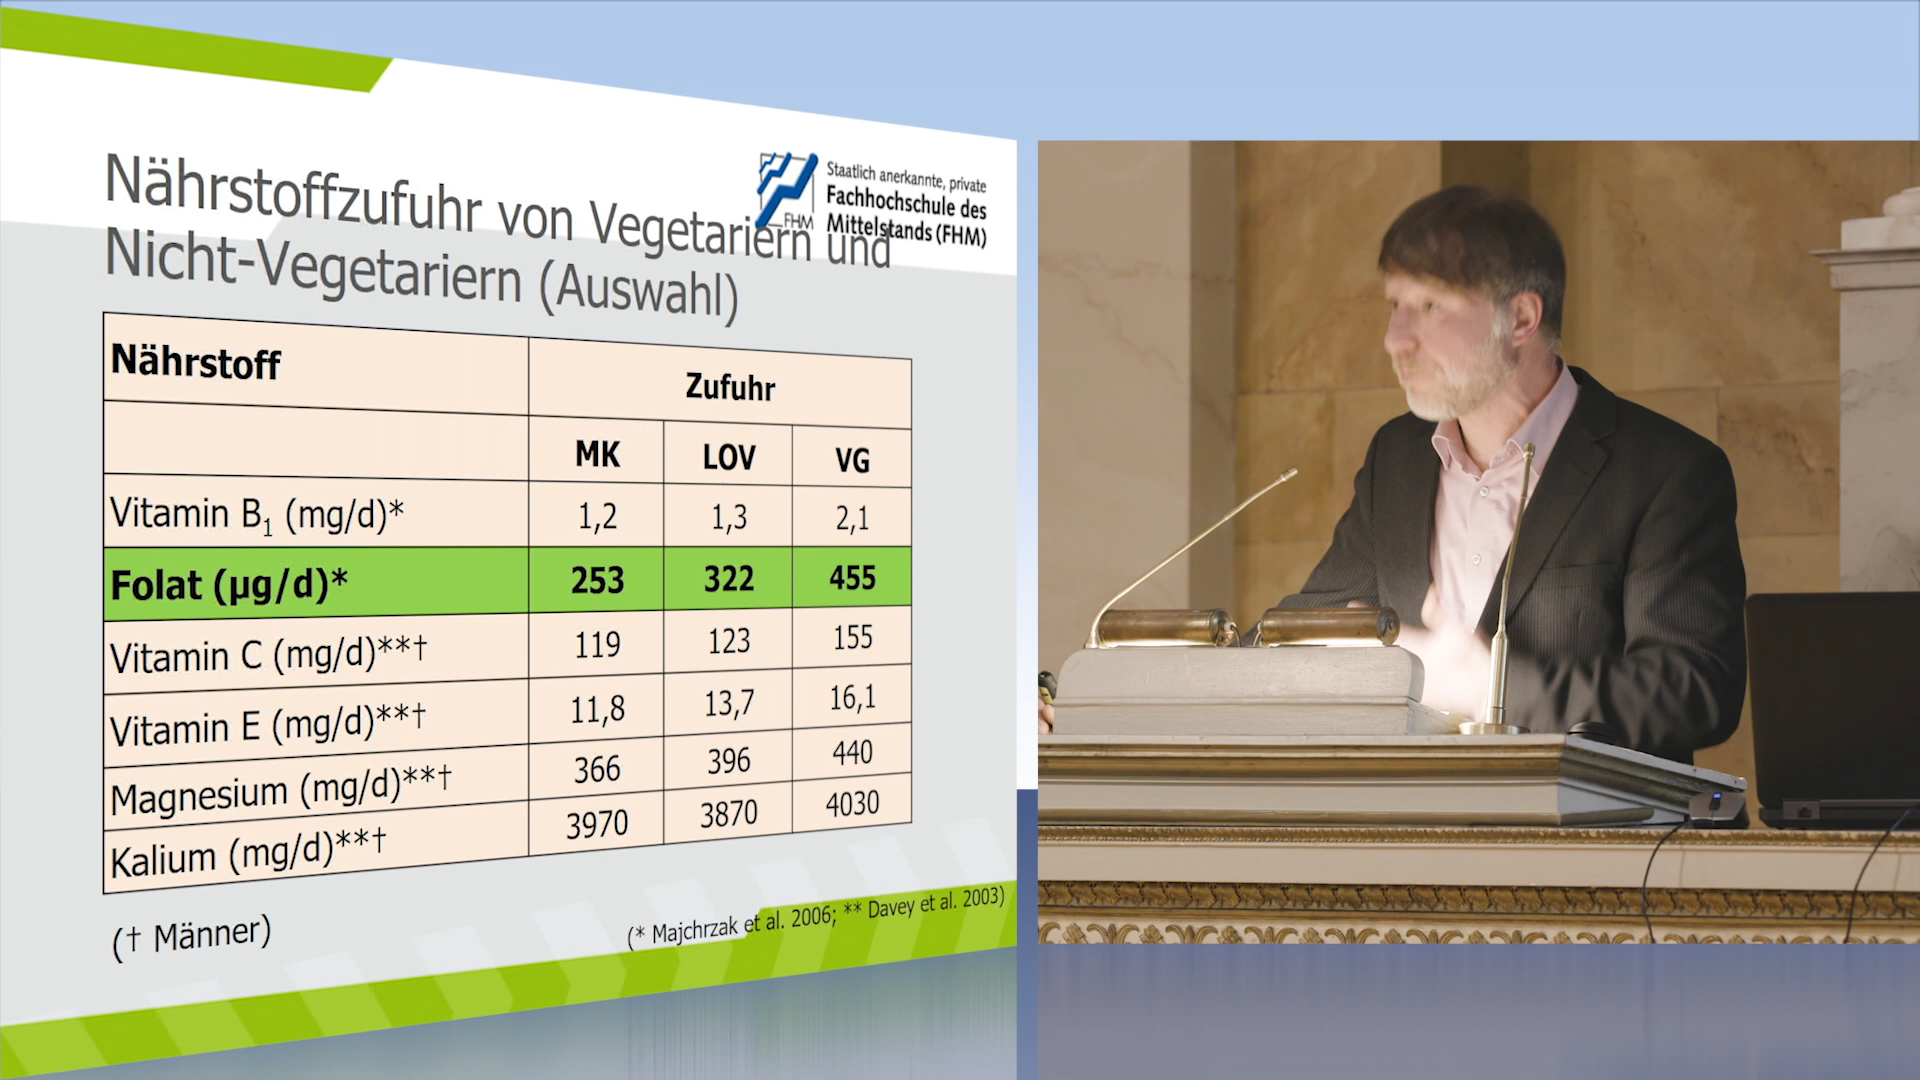 Nährstoffzufuhr von Vegetariern und
Nicht-Vegetariern (Auswahl)
FHM
Staatlich anerkannte, private
Fachhochschule des
Mittelstands (FHM)
Nährstoff Zufuhr
MK LOV VG
Vitamin B₁ (mg/d)* 1,2 1,3 2,1
Folat (µg/d)* 253 322 455
Vitamin C (mg/d)**† 119 123 155
Vitamin E (mg/d)**† 11,8 13,7 16,1
Magnesium (mg/d)**† 366 396 440
Kalium (mg/d)**† 3970 3870 4030
(† Männer)
(* Majchrzak et al. 2006; ** Davey et al. 2003)